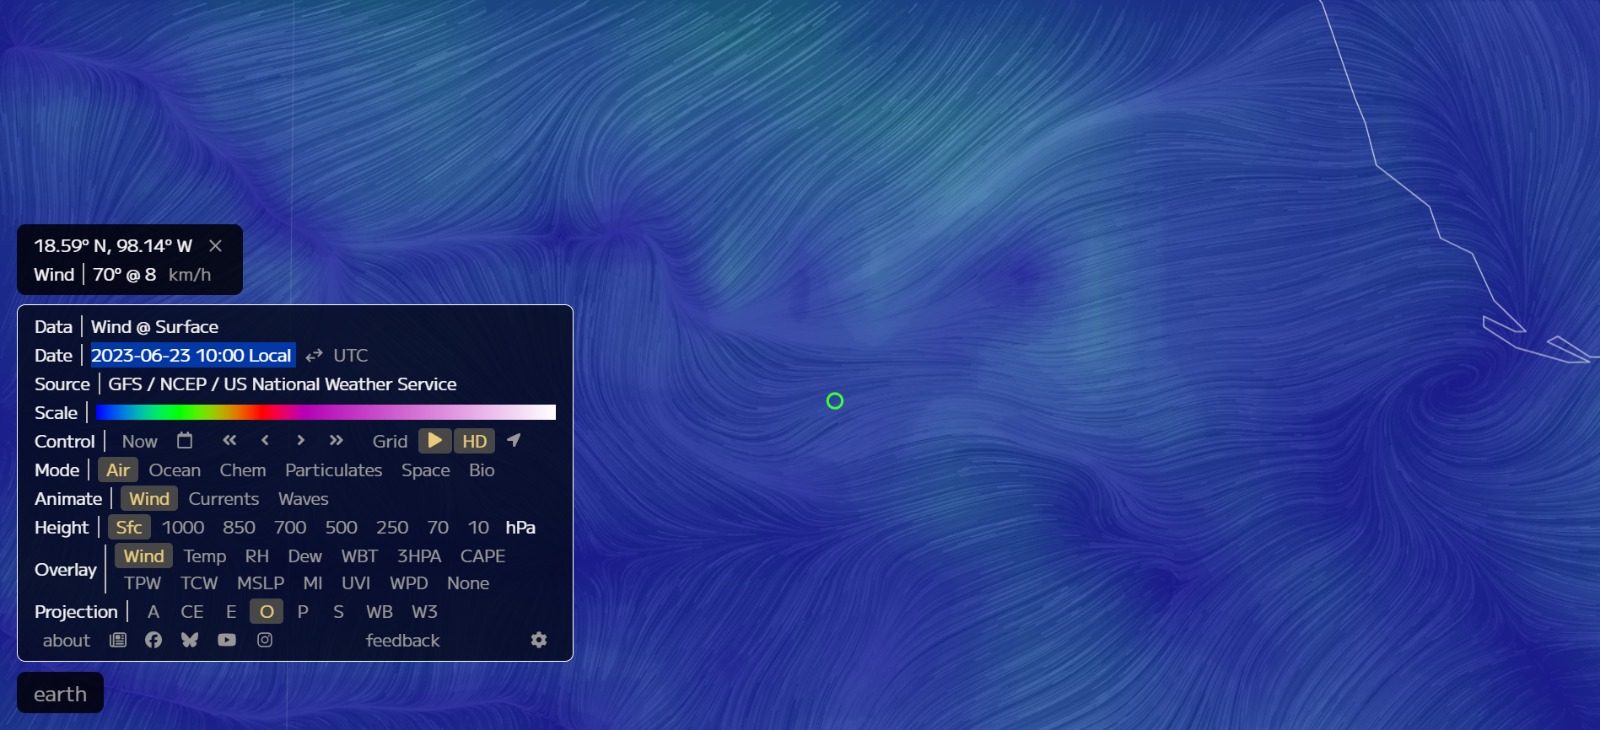 18.59° N, 98.14° W ×
Wind | 70° @ 8 km/h
Data | Wind @ Surface
Date | 2023-06-23 10:00 Local ⇄ UTC
Source | GFS / NCEP / US National Weather Service
Scale |
Control | Now « ‹ › » Grid HD
Mode | Air Ocean Chem Particulates Space Bio
Animate | Wind Currents Waves
Height | Sfc 1000 850 700 500 250 70 10 hPa
Overlay | Wind Temp RH Dew WBT 3HPA CAPE
TPW TCW MSLP MI UVI WPD None
Projection | A CE E O P S WB W3
about feedback
earth